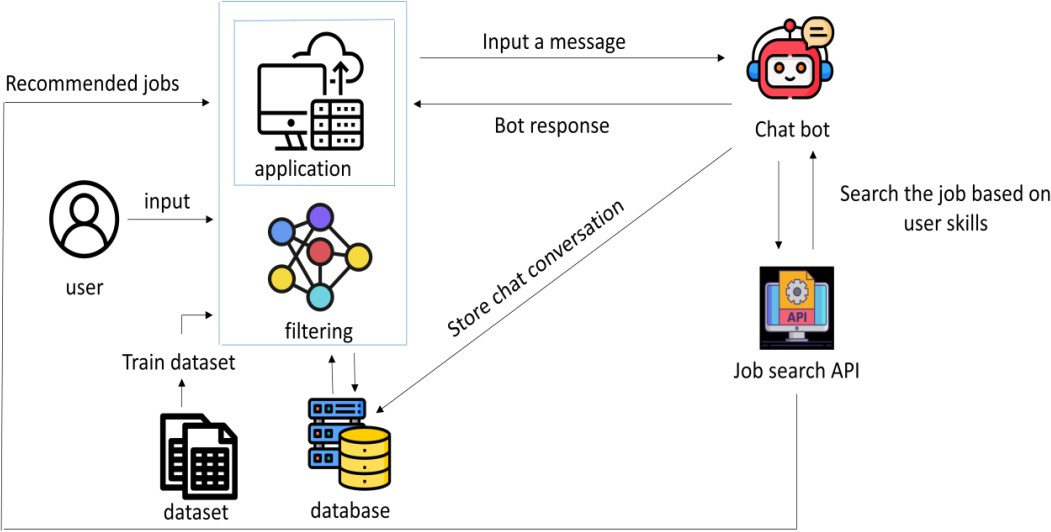 Input a message
Recommended jobs
Bot response
Chat bot
application
input
Search the job based on
user skills
Store chat conversation
user
API
filtering
Train dataset
Job search API
dataset
database